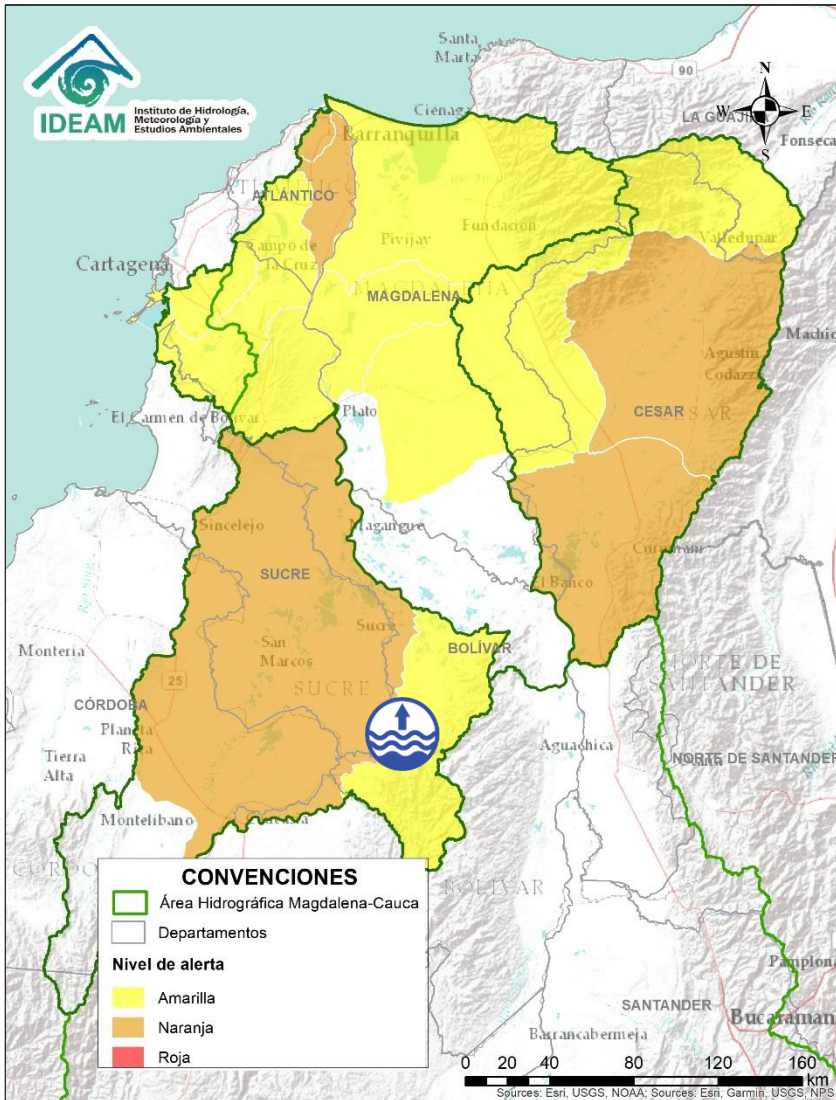 IDEAM
Instituto de Hidrología,
Meteorología y
Estudios Ambientales
Santa
Marta
90
N
W
E
S
LA GUAJI
Fonseca
Ciénaga
Barranquilla
ATLÁNTICO
Valledupar
Campo de
la Cruz
Pivijay
Fundación
Cartagena
MAGDALENA
Agustín
Codazzi
El Carmen de Bolívar
Plato
CESAR
Sincelejo
Magangué
SUCRE
El Banco
Sucre
BOLÍVAR
San
Marcos
SUCRE
Montería
25
CÓRDOBA
Planeta
Rica
Tierra
Alta
Aguachica
NORTE DE
SANTANDER
NORTE DE SANTANDER
Montelíbano
BOLÍVAR
CONVENCIONES
Área Hidrográfica Magdalena-Cauca
Departamentos
Nivel de alerta
Amarilla
Naranja
Roja
Pamplona
SANTANDER
Bucaraman
Barrancabermeja
0 20 40 80 120 160
km
Sources: Esri, USGS, NOAA; Sources: Esri, Garmin, USGS, NPS